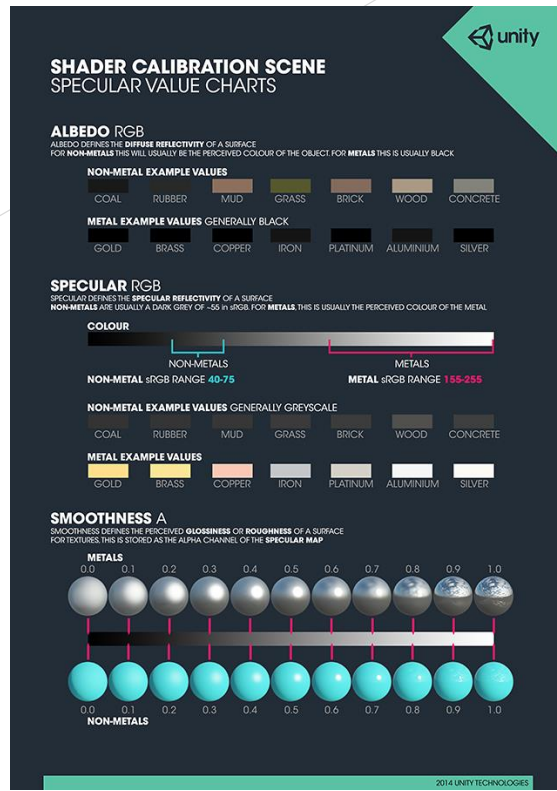 unity
SHADER CALIBRATION SCENE
SPECULAR VALUE CHARTS
ALBEDO RGB
ALBEDO DEFINES THE DIFFUSE REFLECTIVITY OF A SURFACE
FOR NON-METALS THIS WILL USUALLY BE THE PERCEIVED COLOUR OF THE OBJECT. FOR METALS THIS IS USUALLY BLACK
NON-METAL EXAMPLE VALUES
COAL RUBBER MUD GRASS BRICK WOOD CONCRETE
METAL EXAMPLE VALUES GENERALLY BLACK
GOLD BRASS COPPER IRON PLATINUM ALUMINIUM SILVER
SPECULAR RGB
SPECULAR DEFINES THE SPECULAR REFLECTIVITY OF A SURFACE
NON-METALS ARE USUALLY A DARK GREY OF ~55 in sRGB. FOR METALS, THIS IS USUALLY THE PERCEIVED COLOUR OF THE METAL
COLOUR
NON-METALS METALS
NON-METAL sRGB RANGE 40-75 METAL sRGB RANGE 155-255
NON-METAL EXAMPLE VALUES GENERALLY GREYSCALE
COAL RUBBER MUD GRASS BRICK WOOD CONCRETE
METAL EXAMPLE VALUES
GOLD BRASS COPPER IRON PLATINUM ALUMINIUM SILVER
SMOOTHNESS A
SMOOTHNESS DEFINES THE PERCEIVED GLOSSINESS OR ROUGHNESS OF A SURFACE
FOR TEXTURES, THIS IS STORED AS THE ALPHA CHANNEL OF THE SPECULAR MAP
METALS
0.0 0.1 0.2 0.3 0.4 0.5 0.6 0.7 0.8 0.9 1.0
0.0 0.1 0.2 0.3 0.4 0.5 0.6 0.7 0.8 0.9 1.0
NON-METALS
2014 UNITY TECHNOLOGIES